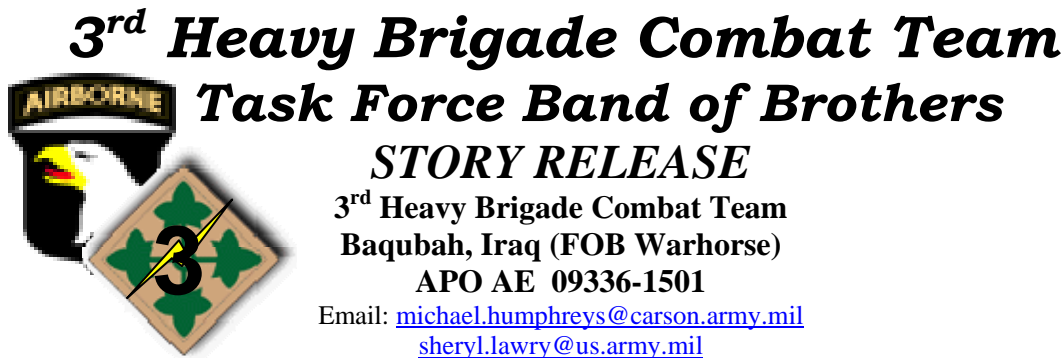 3rd Heavy Brigade Combat Team
AIRBORNE
Task Force Band of Brothers
STORY RELEASE
3rd Heavy Brigade Combat Team
Baqubah, Iraq (FOB Warhorse)
3
APO AE 09336-1501
Email: michael.humphreys@carson.army.mil
sheryl.lawry@us.army.mil